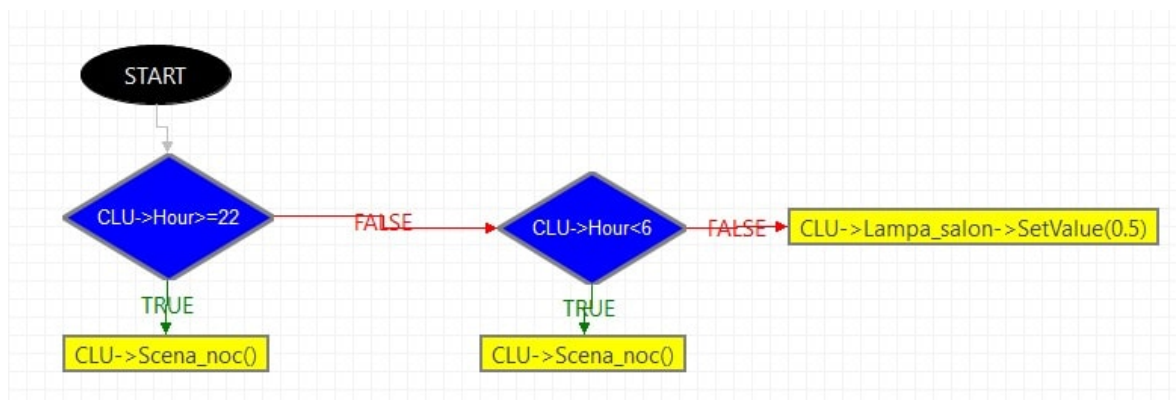 START
CLU->Hour>=22
FALSE
CLU->Hour<6
FALSE
CLU->Lampa_salon->SetValue(0.5)
TRUE
TRUE
CLU->Scena_noc()
CLU->Scena_noc()